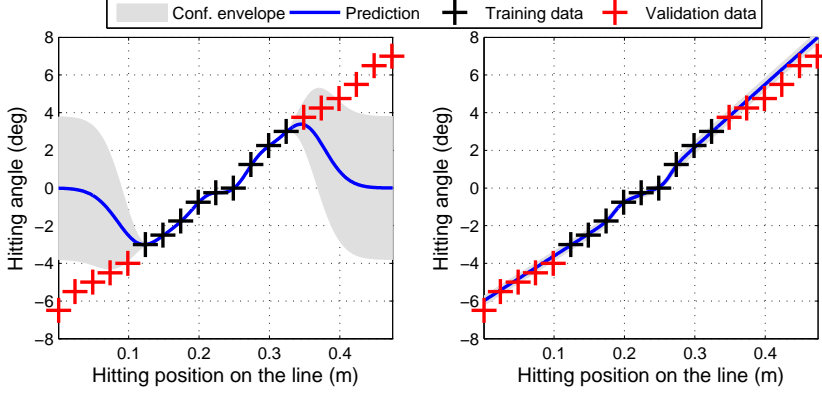 Conf. envelope Prediction Training data Validation data
8 8
6 6
4 4
2 2
0 0
−2 −2
−4 −4
−6 −6
−8 −8
0.1 0.2 0.3 0.4 0.1 0.2 0.3 0.4
Hitting angle (deg) Hitting angle (deg)
Hitting position on the line (m) Hitting position on the line (m)